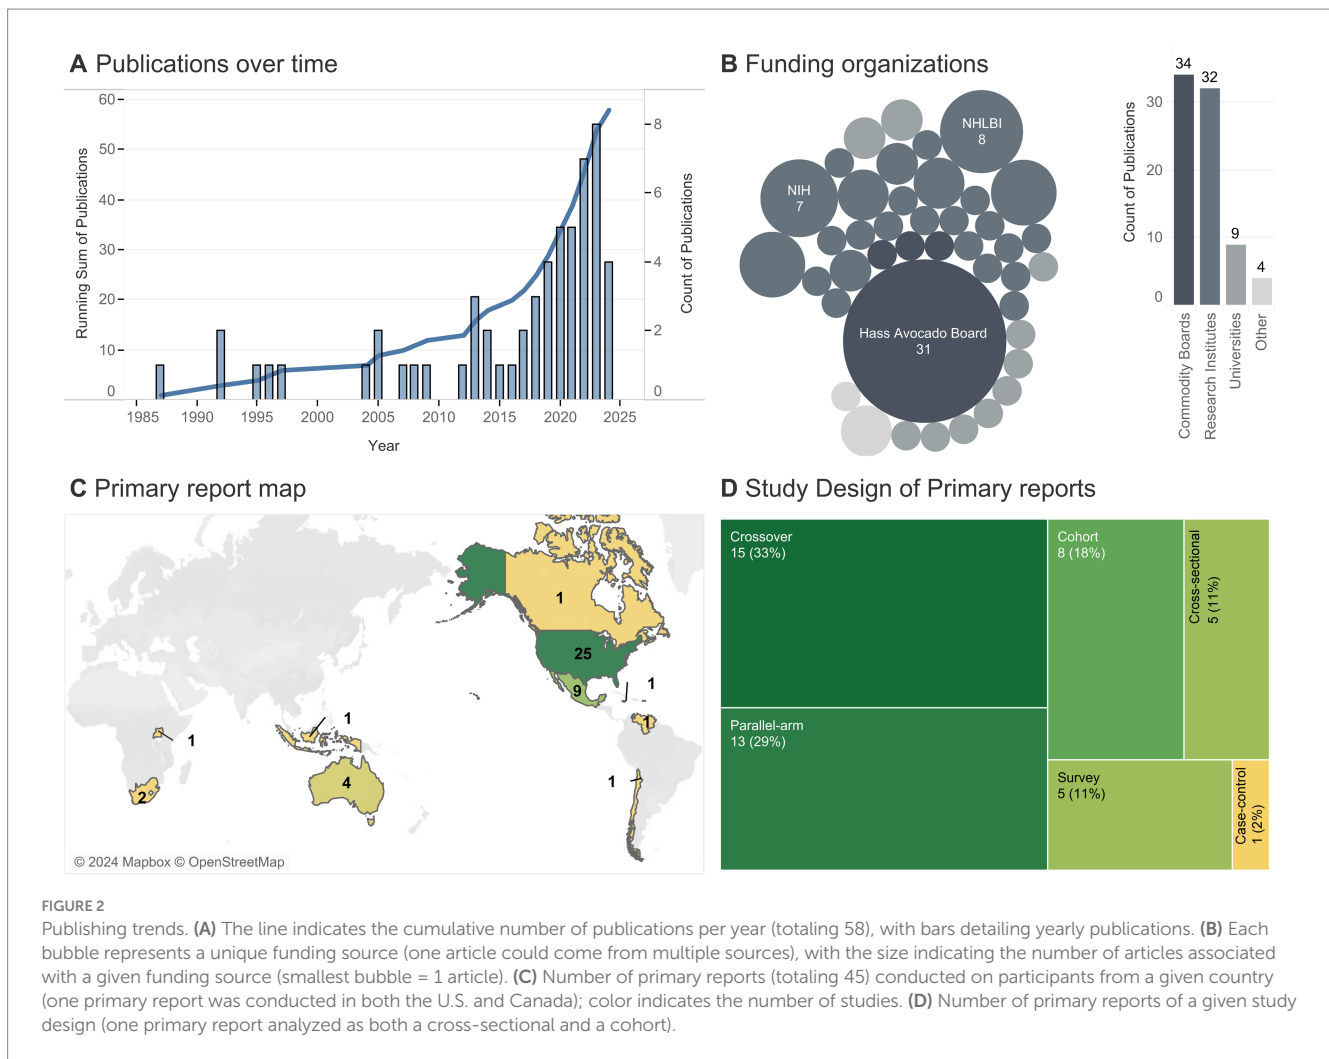 A Publications over time
60
50
40
30
20
10
0
Running Sum of Publications
8
6
4
2
0
Count of Publications
1985 1990 1995 2000 2005 2010 2015 2020 2025
Year
B Funding organizations
NHLBI
8
NIH
7
Hass Avocado Board
31
34
32
9
4
30
20
10
0
Count of Publications
Commodity Boards
Research Institutes
Universities
Other
C Primary report map
1
25
9
1
1
1
1
1
4
2
© 2024 Mapbox © OpenStreetMap
D Study Design of Primary reports
Crossover
15 (33%)
Parallel-arm
13 (29%)
Cohort
8 (18%)
Cross-sectional
5 (11%)
Survey
5 (11%)
Case-control
1 (2%)
FIGURE 2
Publishing trends. (A) The line indicates the cumulative number of publications per year (totaling 58), with bars detailing yearly publications. (B) Each
bubble represents a unique funding source (one article could come from multiple sources), with the size indicating the number of articles associated
with a given funding source (smallest bubble = 1 article). (C) Number of primary reports (totaling 45) conducted on participants from a given country
(one primary report was conducted in both the U.S. and Canada); color indicates the number of studies. (D) Number of primary reports of a given study
design (one primary report analyzed as both a cross-sectional and a cohort).